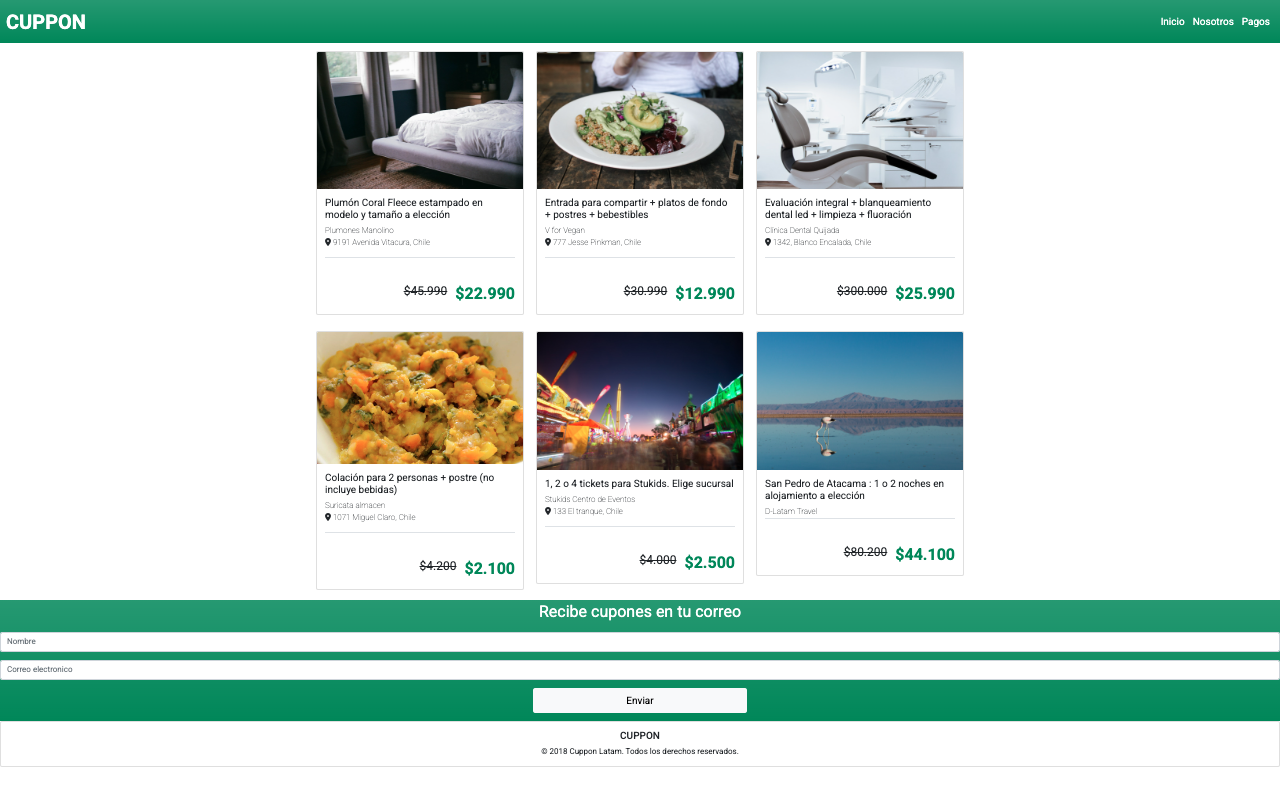 CUPPON
Inicio Nosotros Pagos
Plumón Coral Fleece estampado en
modelo y tamaño a elección
Plumones Manolino
9191 Avenida Vitacura, Chile
$45.990 $22.990
Entrada para compartir + platos de fondo
+ postres + bebestibles
V for Vegan
777 Jesse Pinkman, Chile
$30.990 $12.990
Evaluación integral + blanqueamiento
dental led + limpieza + fluoración
Clínica Dental Quijada
1342, Blanco Encalada, Chile
$300.000 $25.990
Colación para 2 personas + postre (no
incluye bebidas)
Suricata almacen
1071 Miguel Claro, Chile
$4.200 $2.100
1, 2 o 4 tickets para Stukids. Elige sucursal
Stukids Centro de Eventos
133 El tranque, Chile
$4.000 $2.500
San Pedro de Atacama : 1 o 2 noches en
alojamiento a elección
D-Latam Travel
$80.200 $44.100
Recibe cupones en tu correo
Nombre
Correo electronico
Enviar
CUPPON
© 2018 Cuppon Latam. Todos los derechos reservados.